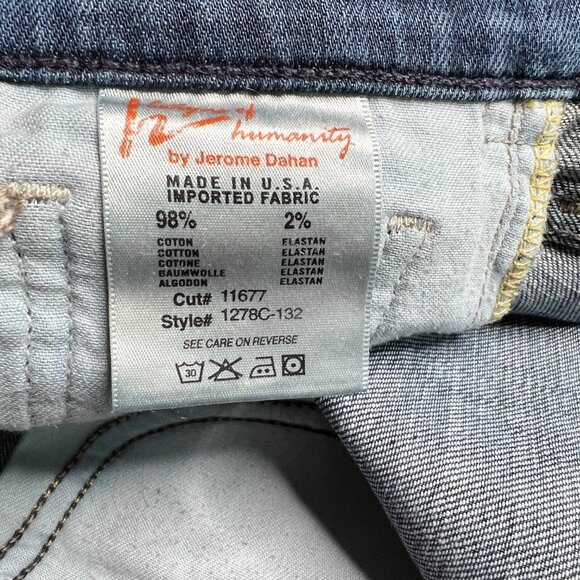 humanity
by Jerome Dahan
MADE IN U.S.A.
IMPORTED FABRIC
98% 2%
COTON ELASTAN
COTTON ELASTAN
COTONE ELASTAN
BAUMWOLLE ELASTAN
ALGODON ELASTAN
Cut# 11677
Style# 1278C-132
SEE CARE ON REVERSE
30